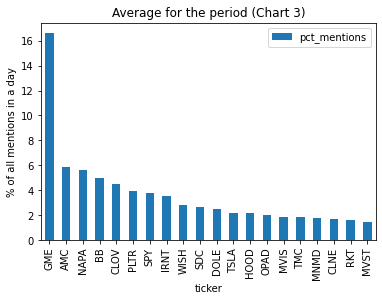 Average for the period (Chart 3)
pct_mentions
% of all mentions in a day
16
14
12
10
8
6
4
2
0
GME AMC NAPA BB CLOV PLTR SPY IRNT WISH SDC DOLE TSLA HOOD OPAD MVIS TMC MNMD CLNE RKT MVST
ticker